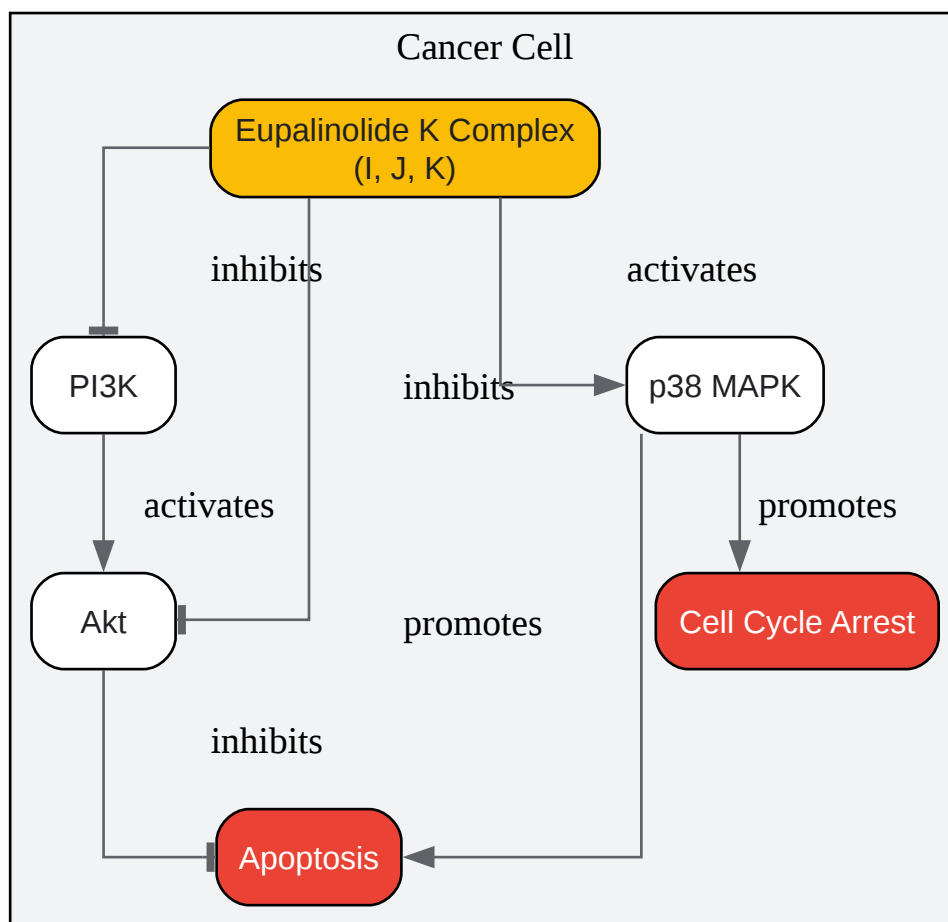 Cancer Cell
Eupalinolide K Complex
(I, J, K)
inhibits
activates
PI3K
inhibits
p38 MAPK
activates
promotes
Akt
promotes
Cell Cycle Arrest
inhibits
Apoptosis